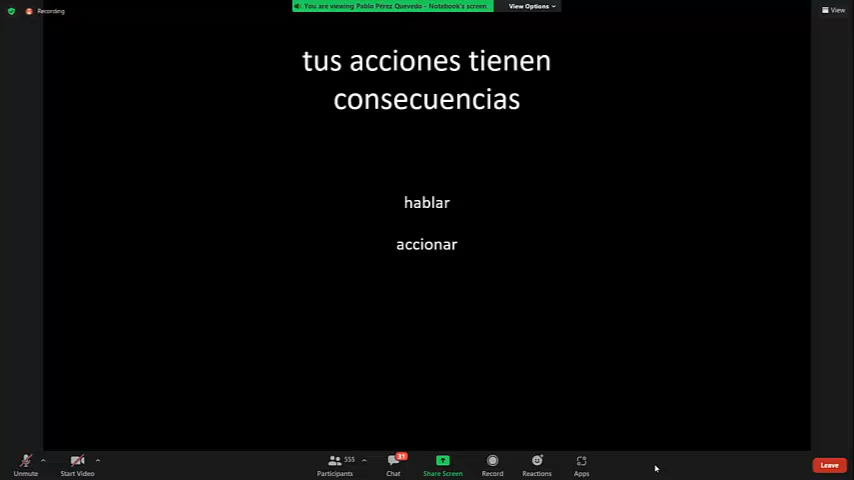 Recording
You are viewing Pablo Pérez Quevedo - Notebook's screen
View Options
View
tus acciones tienen
consecuencias
hablar
accionar
Unmute
Start Video
555
Participants
31
Chat
Share Screen
Record
Reactions
Apps
Leave